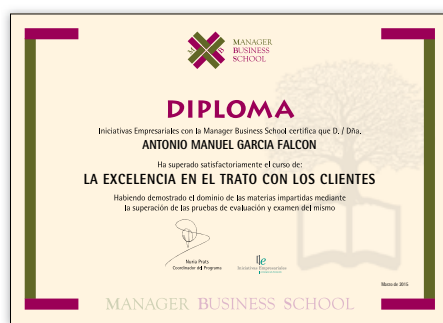 M B
MANAGER
BUSINESS
SCHOOL
DIPLOMA
Iniciativas Empresariales con la Manager Business School certifica que D. / Dña.
ANTONIO MANUEL GARCIA FALCON
Ha superado satisfactoriamente el curso de:
LA EXCELENCIA EN EL TRATO CON LOS CLIENTES
Habiendo demostrado el dominio de las materias impartidas mediante
la superación de las pruebas de evaluación y examen del mismo
Nuria Prats
Coordinador del Programa
Iniciativas Empresariales
Marzo de 2015
MANAGER BUSINESS SCHOOL